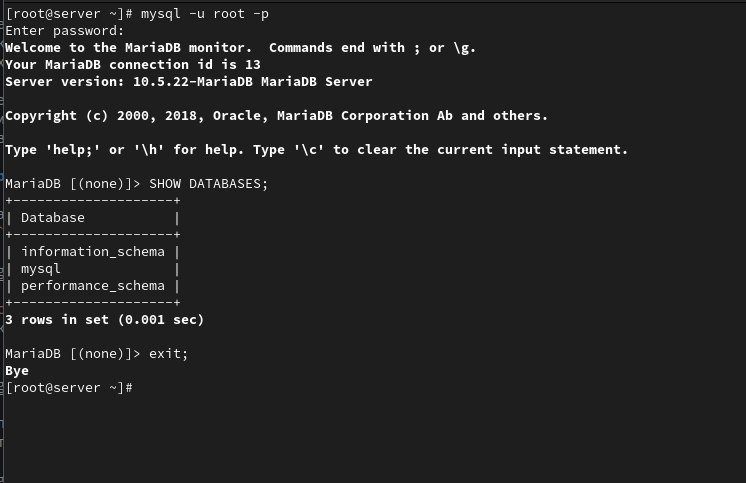 [root@server ~]# mysql -u root -p
Enter password:
Welcome to the MariaDB monitor.  Commands end with ; or \g.
Your MariaDB connection id is 13
Server version: 10.5.22-MariaDB MariaDB Server

Copyright (c) 2000, 2018, Oracle, MariaDB Corporation Ab and others.

Type 'help;' or '\h' for help. Type '\c' to clear the current input statement.

MariaDB [(none)]> SHOW DATABASES;
+--------------------+
| Database           |
+--------------------+
| information_schema |
| mysql              |
| performance_schema |
+--------------------+
3 rows in set (0.001 sec)

MariaDB [(none)]> exit;
Bye
[root@server ~]#